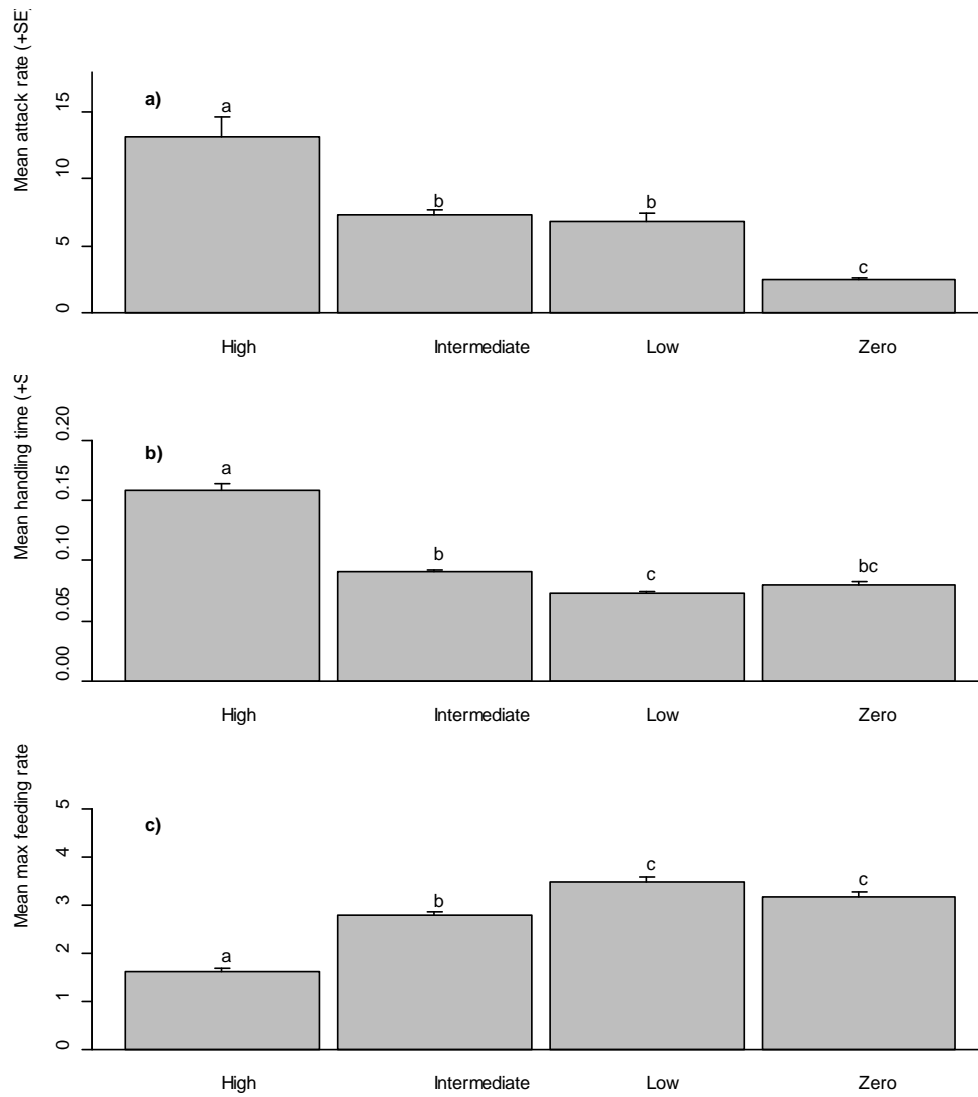 Mean attack rate (+SE)
a)
15
10
5
0
a
b
b
c
High Intermediate Low Zero
Mean handling time (+S
b)
0.20
0.15
0.10
0.05
0.00
a
b
c
bc
High Intermediate Low Zero
Mean max feeding rate
c)
5
4
3
2
1
0
a
b
c
c
High Intermediate Low Zero